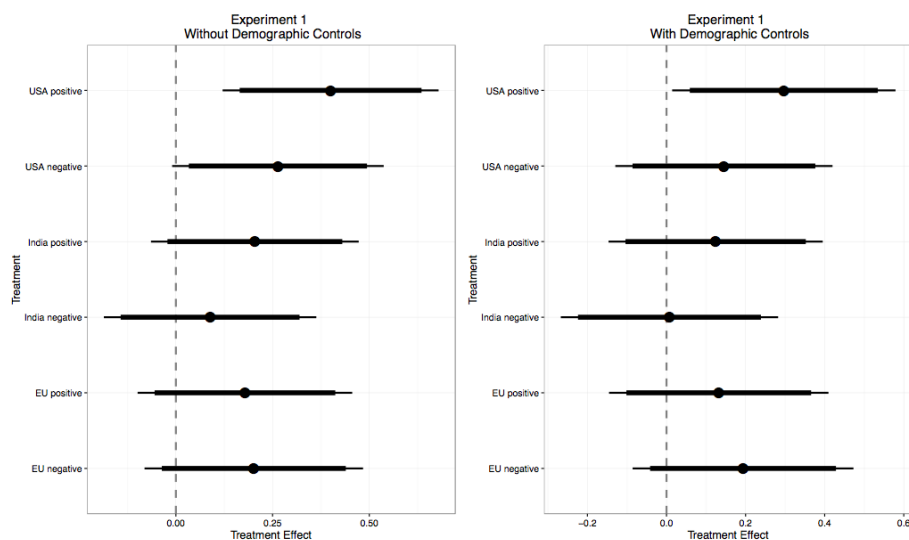 Experiment 1
Without Demographic Controls
Treatment
USA positive
USA negative
India positive
India negative
EU positive
EU negative
0.00 0.25 0.50
Treatment Effect
Experiment 1
With Demographic Controls
Treatment
USA positive
USA negative
India positive
India negative
EU positive
EU negative
−0.2 0.0 0.2 0.4 0.6
Treatment Effect